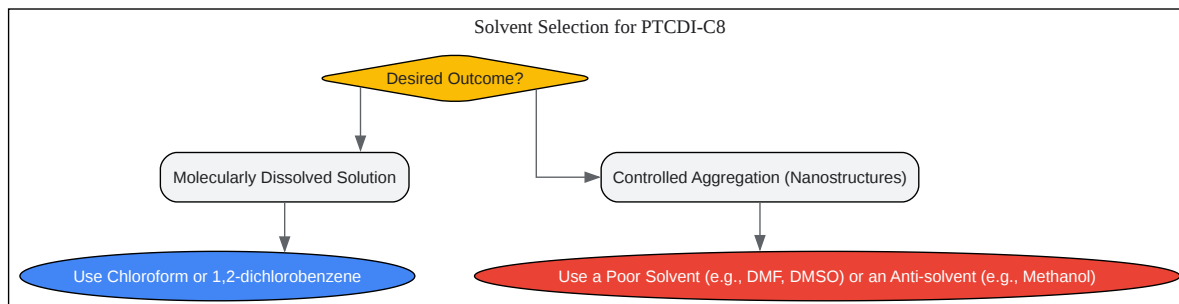 Solvent Selection for PTCDI-C8
Desired Outcome?
Molecularly Dissolved Solution
Controlled Aggregation (Nanostructures)
Use Chloroform or 1,2-dichlorobenzene
Use a Poor Solvent (e.g., DMF, DMSO) or an Anti-solvent (e.g., Methanol)